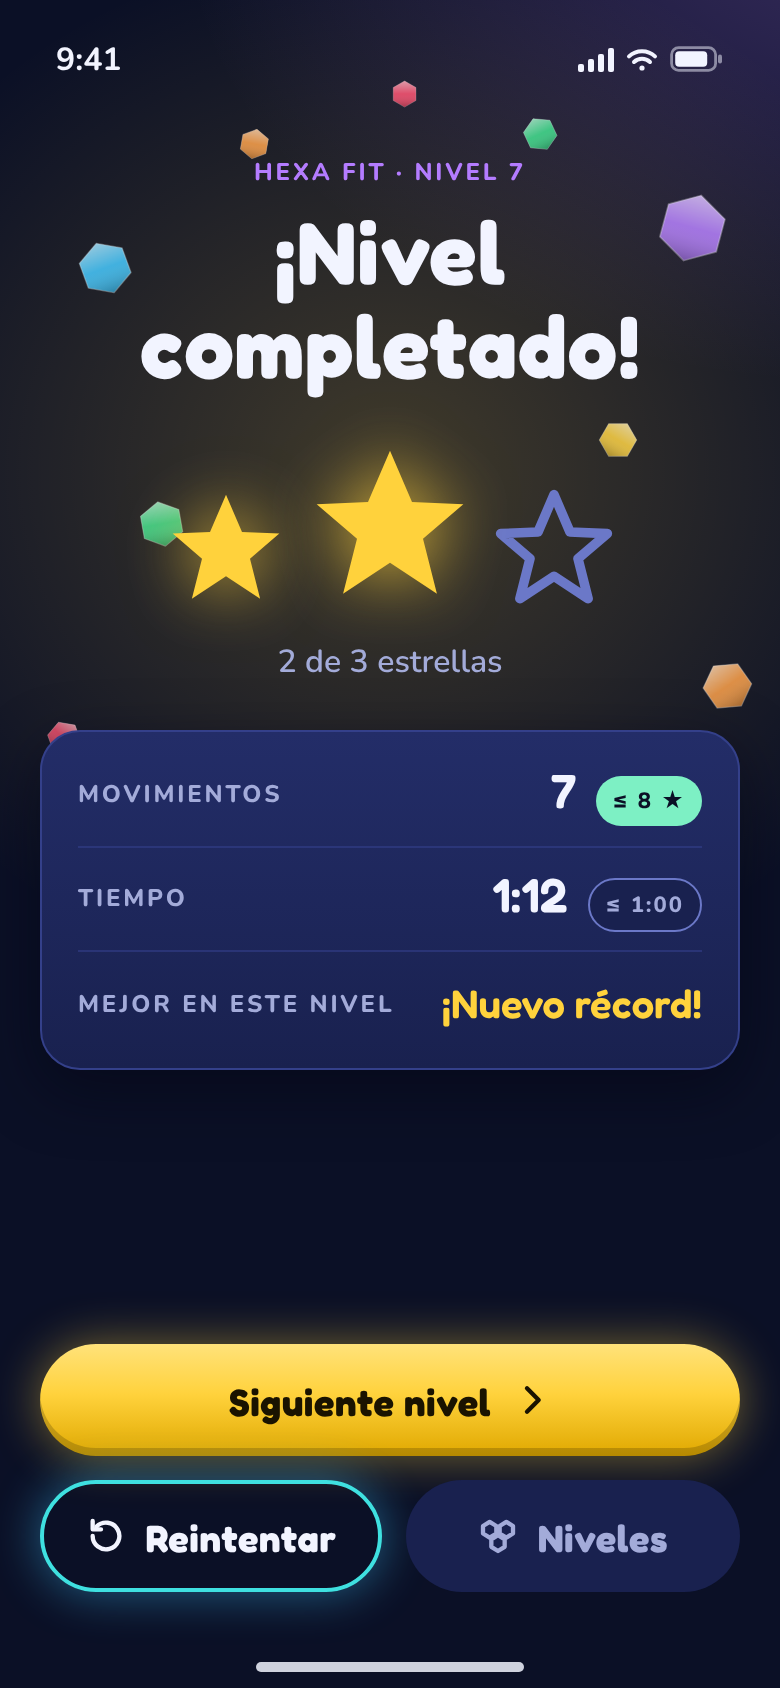 9:41
HEXA FIT · NIVEL 7
¡Nivel
completado!
2 de 3 estrellas
MOVIMIENTOS 7 ≤ 8 ★
TIEMPO 1:12 ≤ 1:00
MEJOR EN ESTE NIVEL ¡Nuevo récord!
Siguiente nivel
Reintentar Niveles